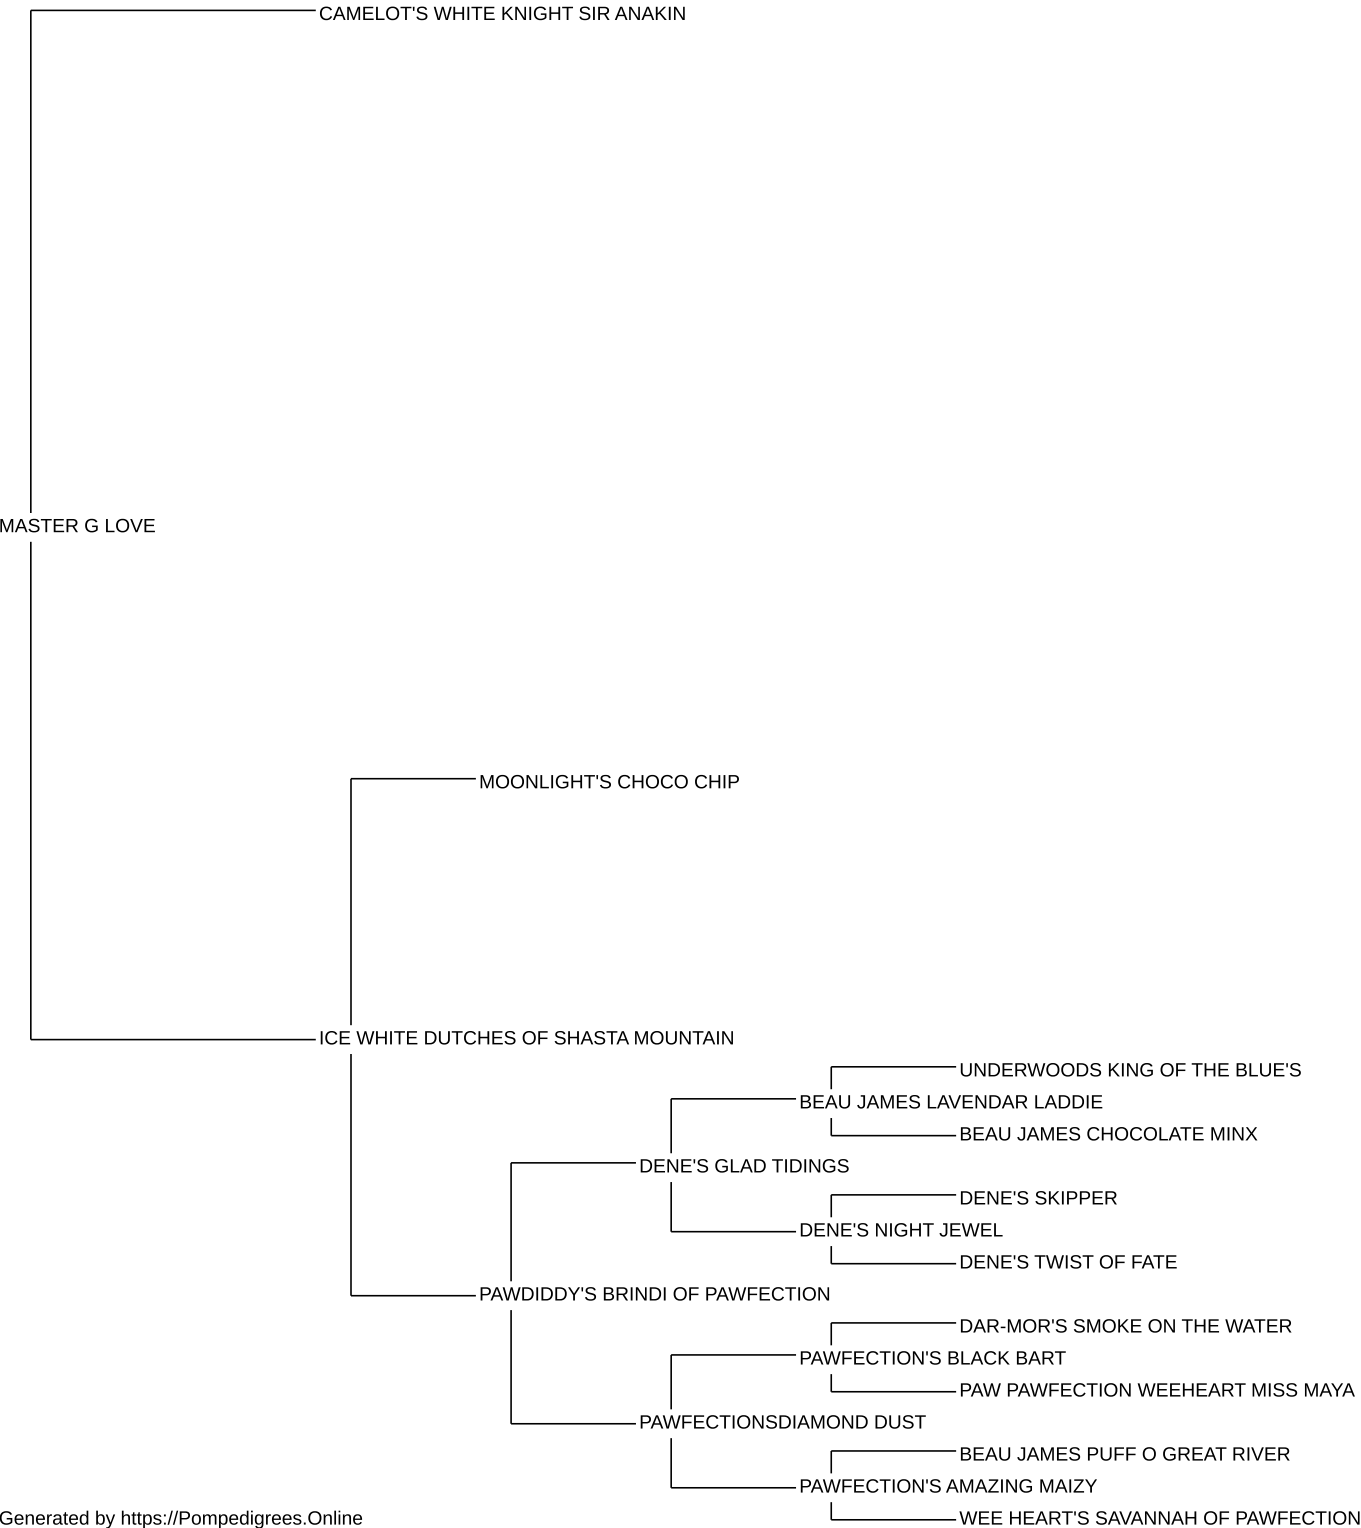 CAMELOT'S WHITE KNIGHT SIR ANAKIN
MASTER G LOVE
MOONLIGHT'S CHOCO CHIP
ICE WHITE DUTCHES OF SHASTA MOUNTAIN
UNDERWOODS KING OF THE BLUE'S
BEAU JAMES LAVENDAR LADDIE
BEAU JAMES CHOCOLATE MINX
DENE'S GLAD TIDINGS
DENE'S SKIPPER
DENE'S NIGHT JEWEL
DENE'S TWIST OF FATE
PAWDIDDY'S BRINDI OF PAWFECTION
DAR-MOR'S SMOKE ON THE WATER
PAWFECTION'S BLACK BART
PAW PAWFECTION WEEHEART MISS MAYA
PAWFECTIONSDIAMOND DUST
BEAU JAMES PUFF O GREAT RIVER
PAWFECTION'S AMAZING MAIZY
WEE HEART'S SAVANNAH OF PAWFECTION
Generated by https://Pompedigrees.Online